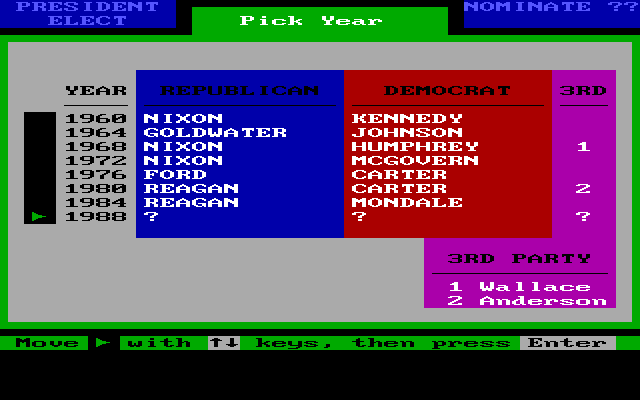 PRESIDENT ELECT
Pick Year
NOMINATE ??
YEAR REPUBLICAN DEMOCRAT 3RD
1960 NIXON KENNEDY
1964 GOLDWATER JOHNSON
1968 NIXON HUMPHREY 1
1972 NIXON MCGOVERN
1976 FORD CARTER
1980 REAGAN CARTER 2
1984 REAGAN MONDALE
► 1988 ? ? ?
3RD PARTY
1 Wallace
2 Anderson
Move ► with ↑↓ keys, then press Enter